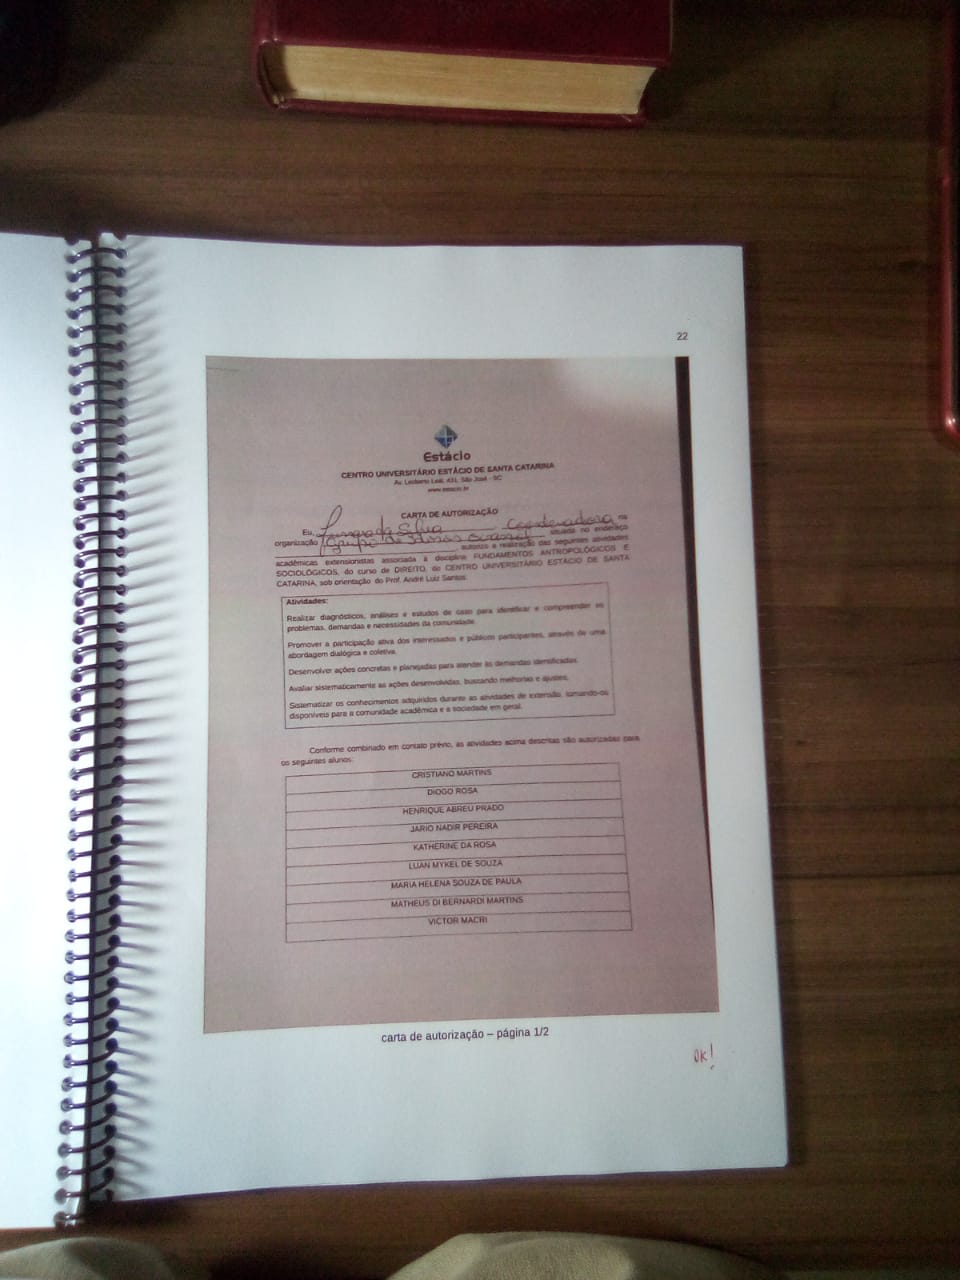 22
Estácio
CENTRO UNIVERSITÁRIO ESTÁCIO DE SANTA CATARINA
Av. Leoberto Leal, 431, São José - SC
www.estacio.br
CARTA DE AUTORIZAÇÃO
Eu, da Silva, Coordenadora na
organização Grupo de situada no endereço
autorizo a realização das seguintes atividades
acadêmicas extensionistas associada à disciplina FUNDAMENTOS ANTROPOLÓGICOS E
SOCIOLÓGICOS, do curso de DIREITO, do CENTRO UNIVERSITÁRIO ESTÁCIO DE SANTA
CATARINA, sob orientação do Prof. André Luiz Santos:
Atividades:
Realizar diagnósticos, análises e estudos de caso para identificar e compreender os
problemas, demandas e necessidades da comunidade.
Promover a participação ativa dos interessados e públicos participantes, através de uma
abordagem dialógica e coletiva.
Desenvolver ações concretas e planejadas para atender às demandas identificadas.
Avaliar sistematicamente as ações desenvolvidas, buscando melhorias e ajustes.
Sistematizar os conhecimentos adquiridos durante as atividades de extensão, tornando-os
disponíveis para a comunidade acadêmica e a sociedade em geral.
Conforme combinado em contato prévio, as atividades acima descritas são autorizadas para
os seguintes alunos:
CRISTIANO MARTINS
DIOGO ROSA
HENRIQUE ABREU PRADO
JARIO NADIR PEREIRA
KATHERINE DA ROSA
LUAN MYKEL DE SOUZA
MARIA HELENA SOUZA DE PAULA
MATHEUS DI BERNARDI MARTINS
VICTOR MACRI
carta de autorização – página 1/2
OK!